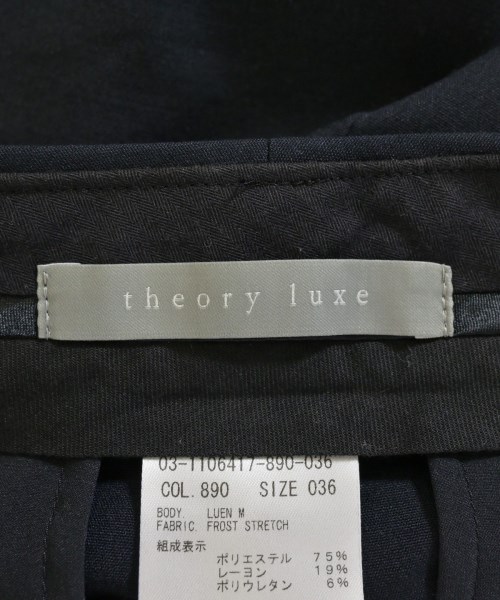 theory luxe
03-1106417-890-036
COL. 890 SIZE 036
BODY. LUEN M
FABRIC. FROST STRETCH
組成表示
ポリエステル 75%
レーヨン 19%
ポリウレタン 6%